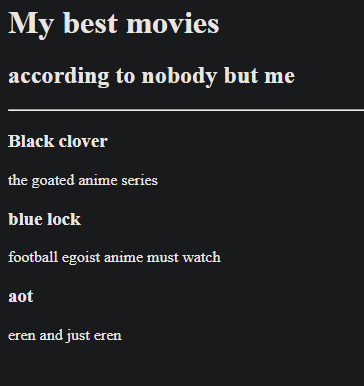 My best movies
according to nobody but me
Black clover
the goated anime series
blue lock
football egoist anime must watch
aot
eren and just eren